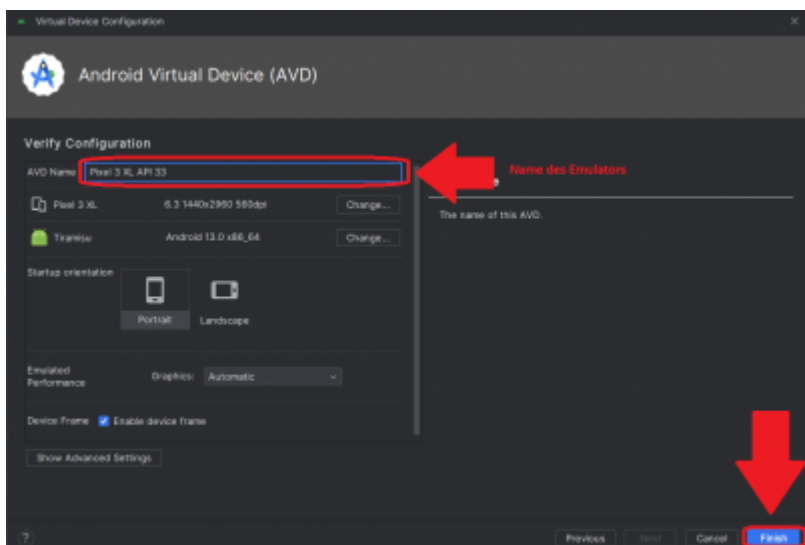 Virtual Device Configuration
Android Virtual Device (AVD)
Verify Configuration
AVD Name Pixel 3 XL API 33
Name des Emulators
Pixel 3 XL 6.3 1440x2960 560dpi Change...
The name of this AVD.
Tiramisu Android 13.0 x86_64 Change...
Startup orientation
Portrait Landscape
Emulated
Performance
Graphics: Automatic
Device Frame Enable device frame
Show Advanced Settings
? Previous Next Cancel Finish